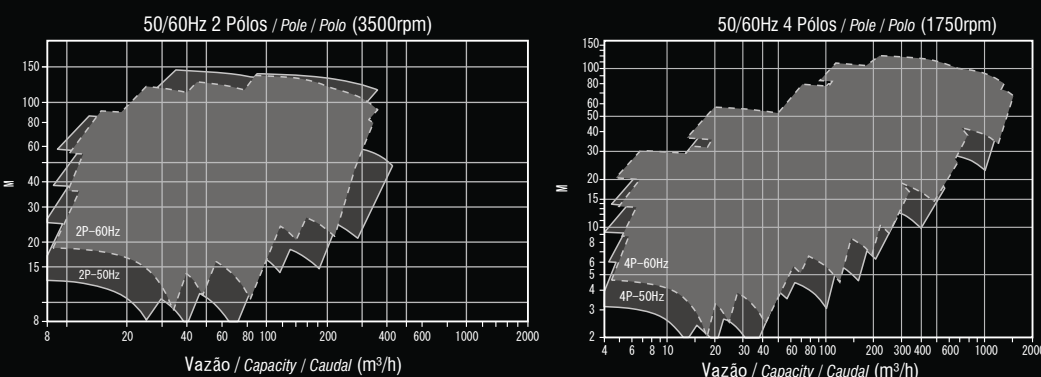 50/60Hz 2 Pólos / Pole / Polo (3500rpm)
150
100
80
60
40
30
20
15
8
M
2P-60Hz
2P-50Hz
8 20 40 60 80 100 200 400 600 1000 2000
Vazão / Capacity / Caudal (m³/h)
50/60Hz 4 Pólos / Pole / Polo (1750rpm)
150
100
80
60
50
40
30
20
15
10
8
6
5
4
3
2
M
4P-60Hz
4P-50Hz
4 6 8 10 20 30 40 60 80 100 200 300 400 600 1000 2000
Vazão / Capacity / Caudal (m³/h)